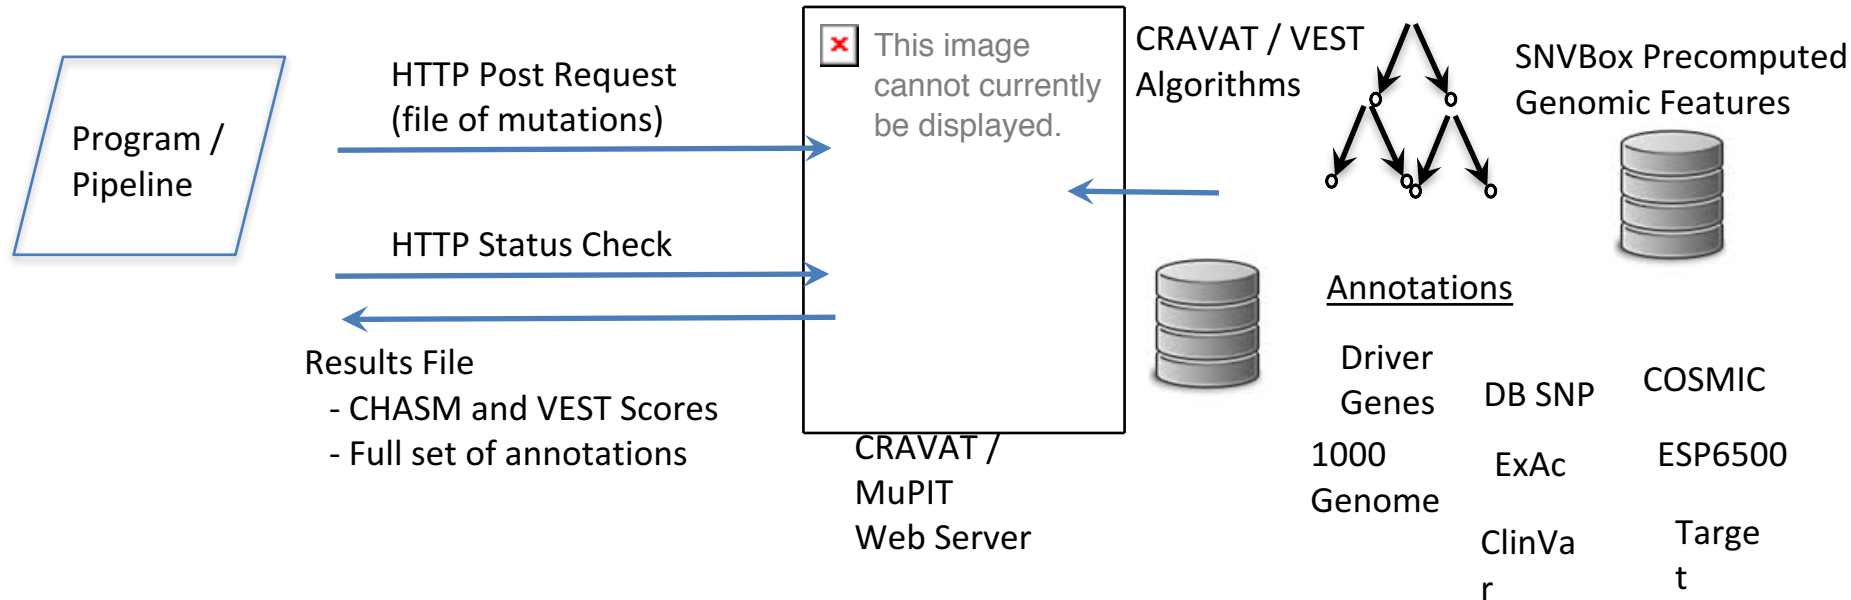 Program /
Pipeline
HTTP Post Request
(file of mutations)
HTTP Status Check
Results File
- CHASM and VEST Scores
- Full set of annotations
This image
cannot currently
be displayed.
CRAVAT /
MuPIT
Web Server
CRAVAT / VEST
Algorithms
SNVBox Precomputed
Genomic Features
Annotations
Driver
Genes
DB SNP
COSMIC
1000
Genome
ExAc
ESP6500
ClinVa
r
Targe
t